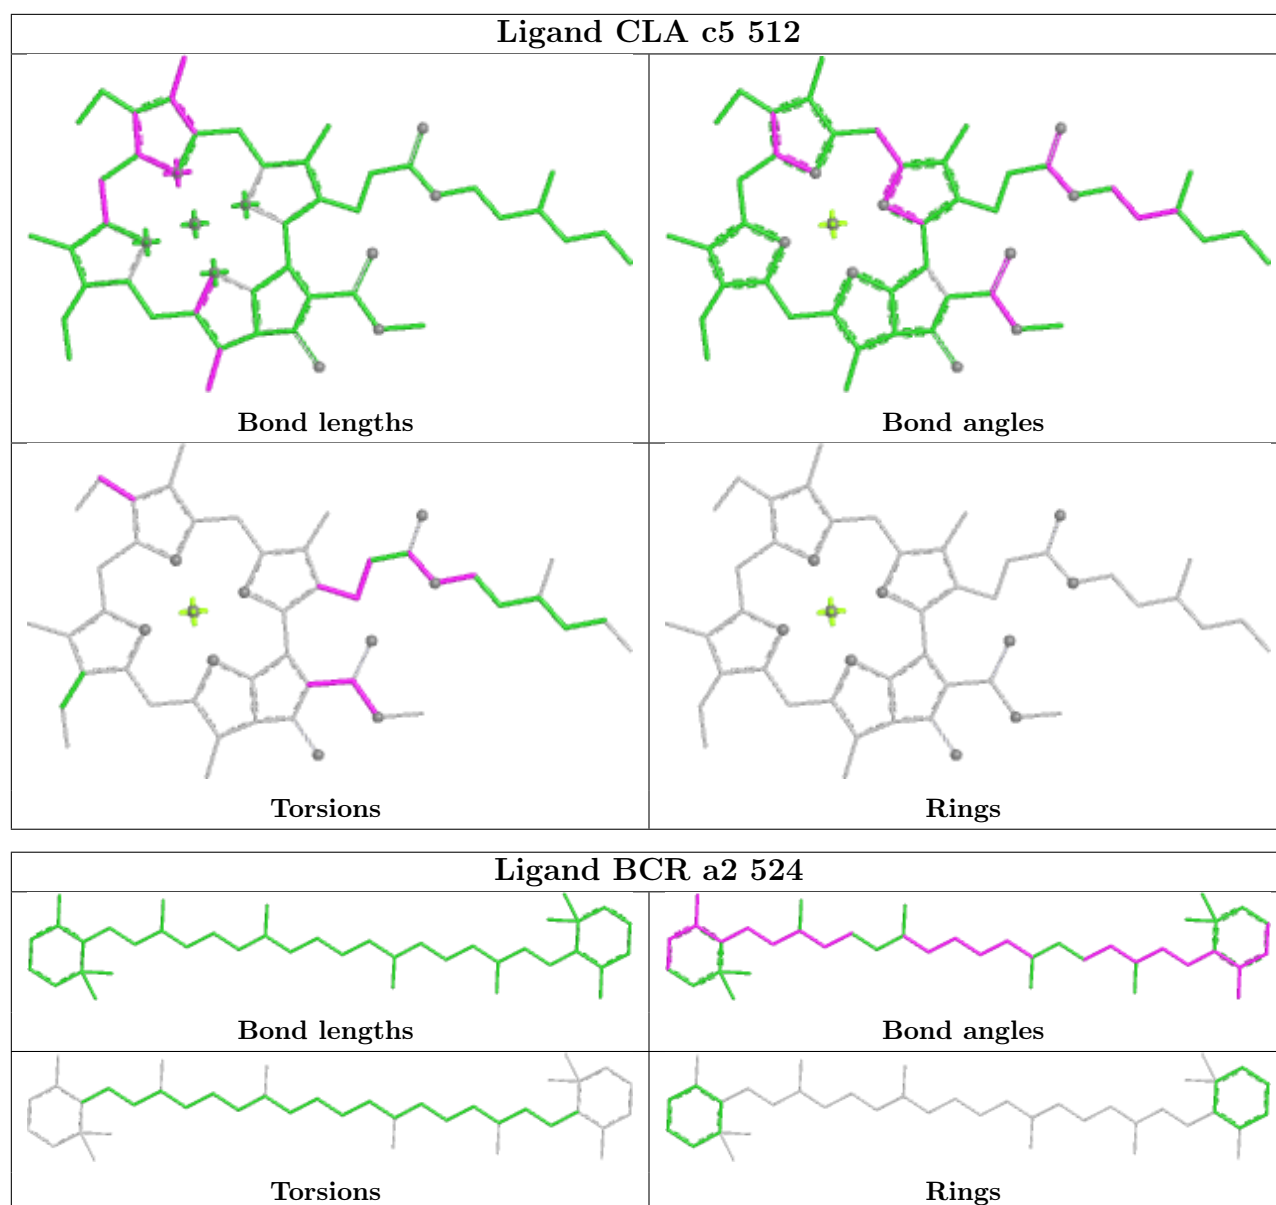 Ligand CLA c5 512
Bond lengths
Bond angles
Torsions
Rings
Ligand BCR a2 524
Bond lengths
Bond angles
Torsions
Rings